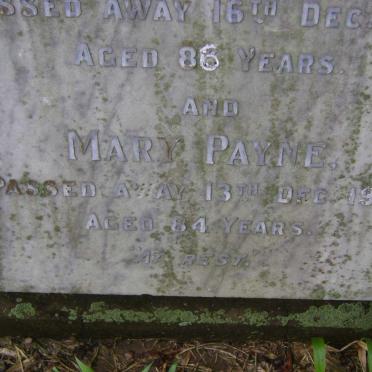 SSED AWAY 16TH DEC
AGED 86 YEARS.
AND
MARY PAYNE,
PASSED AWAY 13TH DEC 19
AGED 84 YEARS.
AT REST.